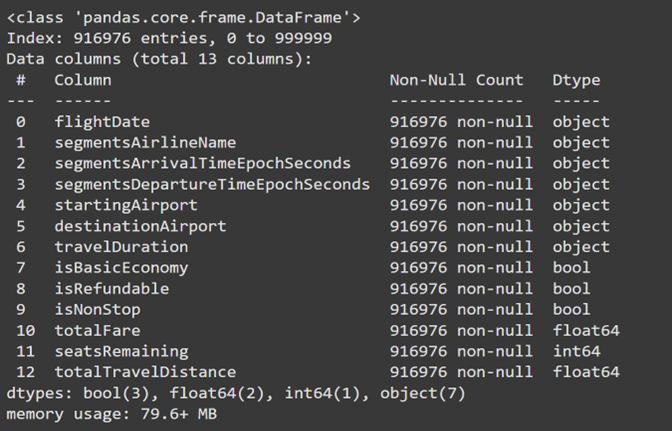 <class 'pandas.core.frame.DataFrame'>
Index: 916976 entries, 0 to 999999
Data columns (total 13 columns):
 #   Column                            Non-Null Count   Dtype
---  ------                            --------------   -----
 0   flightDate                        916976 non-null  object
 1   segmentsAirlineName               916976 non-null  object
 2   segmentsArrivalTimeEpochSeconds   916976 non-null  object
 3   segmentsDepartureTimeEpochSeconds 916976 non-null  object
 4   startingAirport                   916976 non-null  object
 5   destinationAirport                916976 non-null  object
 6   travelDuration                    916976 non-null  object
 7   isBasicEconomy                    916976 non-null  bool
 8   isRefundable                      916976 non-null  bool
 9   isNonStop                         916976 non-null  bool
 10  totalFare                         916976 non-null  float64
 11  seatsRemaining                    916976 non-null  int64
 12  totalTravelDistance               916976 non-null  float64
dtypes: bool(3), float64(2), int64(1), object(7)
memory usage: 79.6+ MB